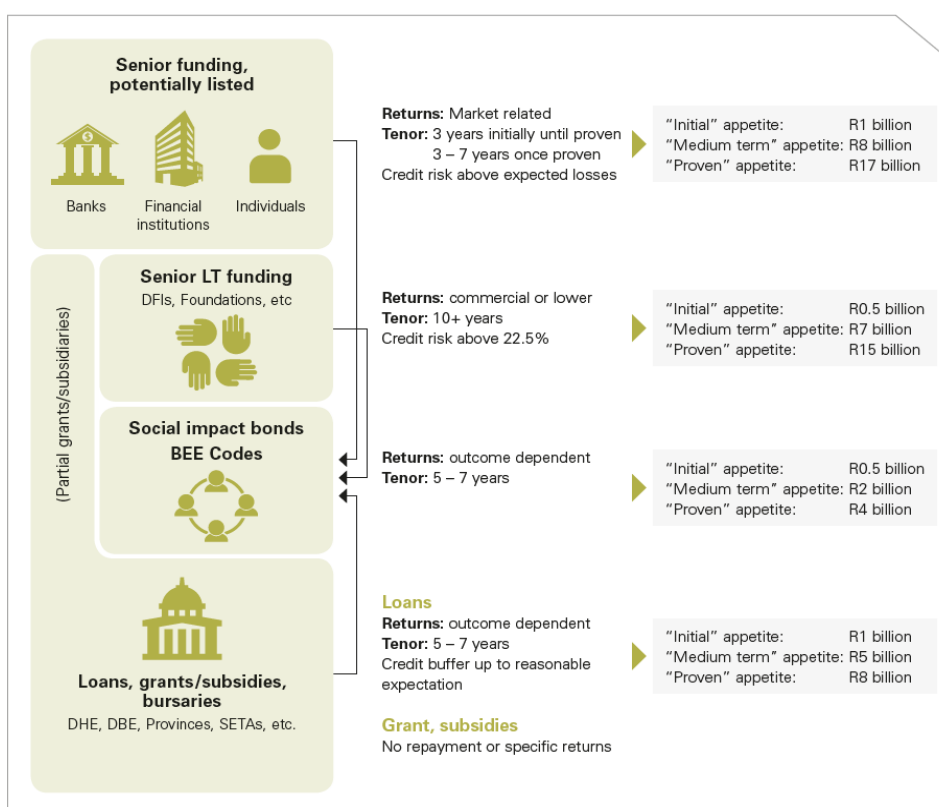 Senior funding,
potentially listed
$
Banks
Financial
institutions
Individuals
Returns: Market related
Tenor: 3 years initially until proven
3 – 7 years once proven
Credit risk above expected losses
“Initial” appetite: R1 billion
“Medium term” appetite: R8 billion
“Proven” appetite: R17 billion
(Partial grants/subsidiaries)
Senior LT funding
DFIs, Foundations, etc
Returns: commercial or lower
Tenor: 10+ years
Credit risk above 22.5%
“Initial” appetite: R0.5 billion
“Medium term” appetite: R7 billion
“Proven” appetite: R15 billion
Social impact bonds
BEE Codes
Returns: outcome dependent
Tenor: 5 – 7 years
“Initial” appetite: R0.5 billion
“Medium term” appetite: R2 billion
“Proven” appetite: R4 billion
Loans, grants/subsidies,
bursaries
DHE, DBE, Provinces, SETAs, etc.
Loans
Returns: outcome dependent
Tenor: 5 – 7 years
Credit buffer up to reasonable
expectation
Grant, subsidies
No repayment or specific returns
“Initial” appetite: R1 billion
“Medium term” appetite: R5 billion
“Proven” appetite: R8 billion